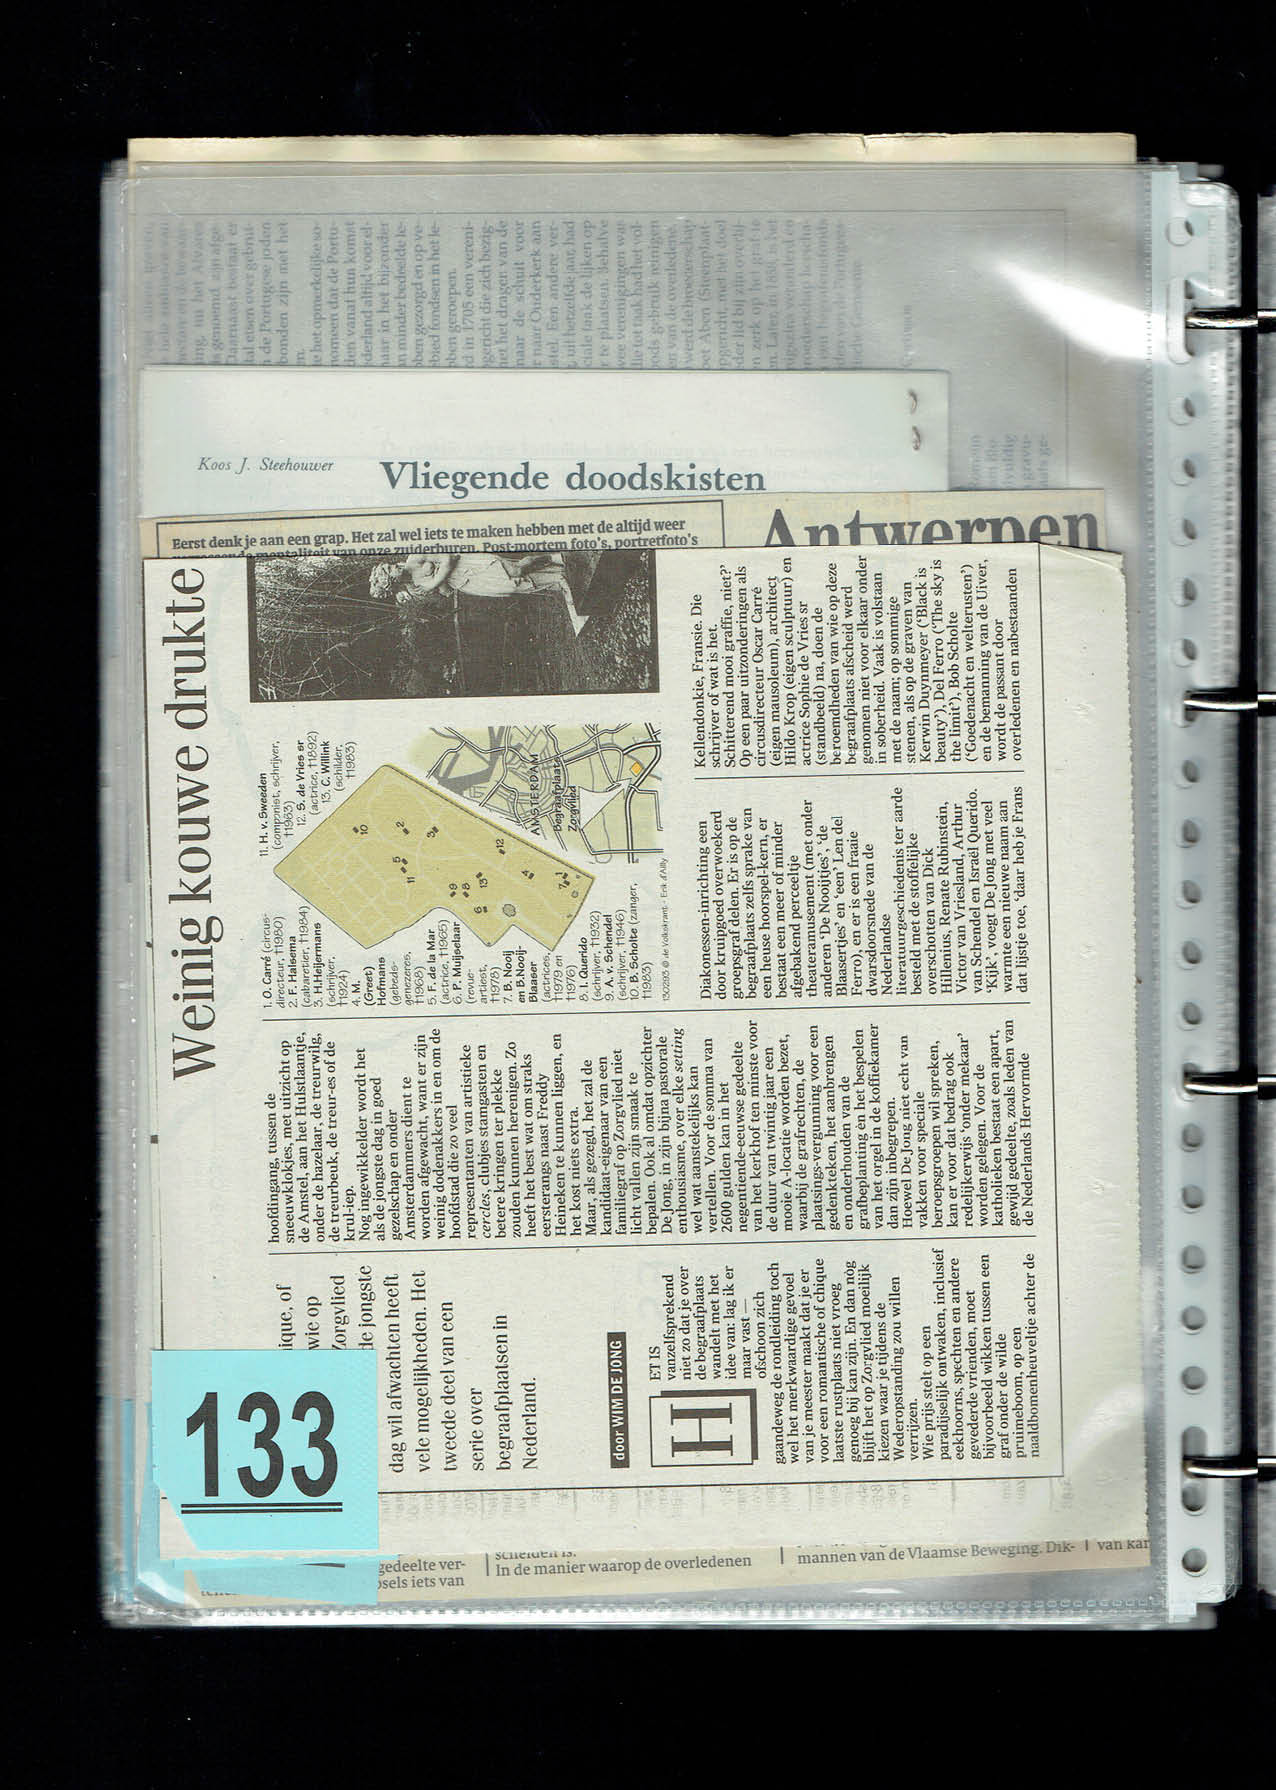 Koos J. Steehouwer
Vliegende doodskisten
Eerst denk je aan een grap. Het zal wel iets te maken hebben met de altijd weer
mentaliteit van onze zuiderburen. Post-mortem foto's, portretfoto's
Antwerpen
133
Weinig kouwe drukte
ique, of
wie op
Zorgvlied
de jongste
dag wil afwachten heeft
vele mogelijkheden. Het
tweede deel van een
serie over
begraafplaatsen in
Nederland.
door WIM DE JONG
H
ET IS
vanzelfsprekend
niet zo dat je over
de begraafplaats
wandelt met het
idee van: lag ik er
maar vast —
ofschoon zich
gaandeweg de rondleiding toch
wel het merkwaardige gevoel
van je meester maakt dat je er
voor een romantische of chique
laatste rustplaats niet vroeg
genoeg bij kan zijn. En dan nóg
blijft het op Zorgvlied moeilijk
kiezen waar je tijdens de
Wederopstanding zou willen
verrijzen.
Wie prijs stelt op een
paradijselijk ontwaken, inclusief
eekhoorns, spechten en andere
gevederde vrienden, moet
bijvoorbeeld wikken tussen een
graf onder de wilde
pruimeboom, op een
naaldbomenheuveltje achter de
hoofdingang, tussen de
sneeuwklokjes, met uitzicht op
de Amstel, aan het Hulstlaantje,
onder de hazelaar, de treurwilg,
de treurbeuk, de treur-es of de
krul-iep.
Nog ingewikkelder wordt het
als de jongste dag in goed
gezelschap en onder
Amsterdammers dient te
worden afgewacht, want er zijn
weinig dodenakkers in en om de
hoofdstad die zo veel
representanten van artistieke
cercles, clubjes stamgasten en
betere kringen ter plekke
zouden kunnen herenigen. Zo
heeft het best wat om straks
eersterangs naast Freddy
Heineken te kunnen liggen, en
het kost niets extra.
Maar, als gezegd, het zal de
kandidaat-eigenaar van een
familiegraf op Zorgvlied niet
licht vallen zijn smaak te
bepalen. Ook al omdat opzichter
De Jong, in zijn bijna pastorale
enthousiasme, over elke setting
wel wat aanstekelijks kan
vertellen. Voor de somma van
2600 gulden kan in het
negentiende-eeuwse gedeelte
van het kerkhof ten minste voor
de duur van twintig jaar een
mooie A-locatie worden bezet,
waarbij de grafrechten, de
plaatsings-vergunning voor een
gedenkteken, het aanbrengen
en onderhouden van de
grafbeplanting èn het bespelen
van het orgel in de koffiekamer
dan zijn inbegrepen.
Hoewel De Jong niet echt van
vakken voor speciale
beroepsgroepen wil spreken,
kan er voor dat bedrag ook
redelijkerwijs 'onder mekaar'
worden gelegen. Voor de
katholieken bestaat een apart,
gewijd gedeelte, zoals leden van
de Nederlands Hervormde
1. O. Carré (circus-
directeur, †1980)
2. F. Halsema
(cabaretier, †1984)
3. H. Heijermans
(schrijver,
†1924)
4. M.
(Greet)
Hofmans
(gebeds-
genezeres,
†1968)
5. F. de la Mar
(actrice, †1965)
6. P. Muijselaar
(revue-
artiest,
†1978)
7. B. Nooij
en B.Nooij-
Blaaser
(actrices,
†1979 en
†1976)
8. I. Querido
(schrijver, †1932)
9. A. v. Schendel
(schrijver, †1946)
10. B. Scholte (zanger,
†1983)
11. H. v. Sweeden
(componist, schrijver,
†1963)
12. S. de Vries sr
(actrice, †1892)
13. C. Willink
(schilder,
†1983)
10
2
3
5
11
12
9
8
13
6
4
1
7
AMSTERDAM
Begraafplaats
Zorgvlied
130293 © de Volkskrant - Erik d'Ailly
Diakonessen-inrichting een
door kruipgoed overwoekerd
groepsgraf delen. Er is op de
begraafplaats zelfs sprake van
een heuse hoorspel-kern, er
bestaat een meer of minder
afgebakend perceeltje
theateramusement (met onder
anderen 'De Nooijtjes', 'de
Blaasertjes' en 'een' Len del
Ferro), en er is een fraaie
dwarsdoorsnede van de
Nederlandse
literatuurgeschiedenis ter aarde
besteld met de stoffelijke
overschotten van Dick
Hillenius, Renate Rubinstein,
Victor van Vriesland, Arthur
van Schendel en Israël Querido.
'Kijk', voegt De Jong met veel
warmte een nieuwe naam aan
dat lijstje toe, 'daar heb je Frans
Kellendonkie, Fransie. Die
schrijver of wat is het.
Schitterend mooi graffie, niet?'
Op een paar uitzonderingen als
circusdirecteur Oscar Carré
(eigen mausoleum), architect
Hildo Krop (eigen sculptuur) en
actrice Sophie de Vries sr
(standbeeld) na, doen de
beroemdheden van wie op deze
begraafplaats afscheid werd
genomen niet voor elkaar onder
in soberheid. Vaak is volstaan
met de naam; op sommige
stenen, als op de graven van
Kerwin Duynmeyer ('Black is
beauty'), Del Ferro ('The sky is
the limit'), Bob Scholte
('Goedenacht en welterusten')
en de bemanning van de Uiver,
wordt de passant door
overledenen en nabestaanden
gedeelte ver-
osels iets van
scheiden is.
In de manier waarop de overledenen
mannen van de Vlaamse Beweging. Dik-
van kar